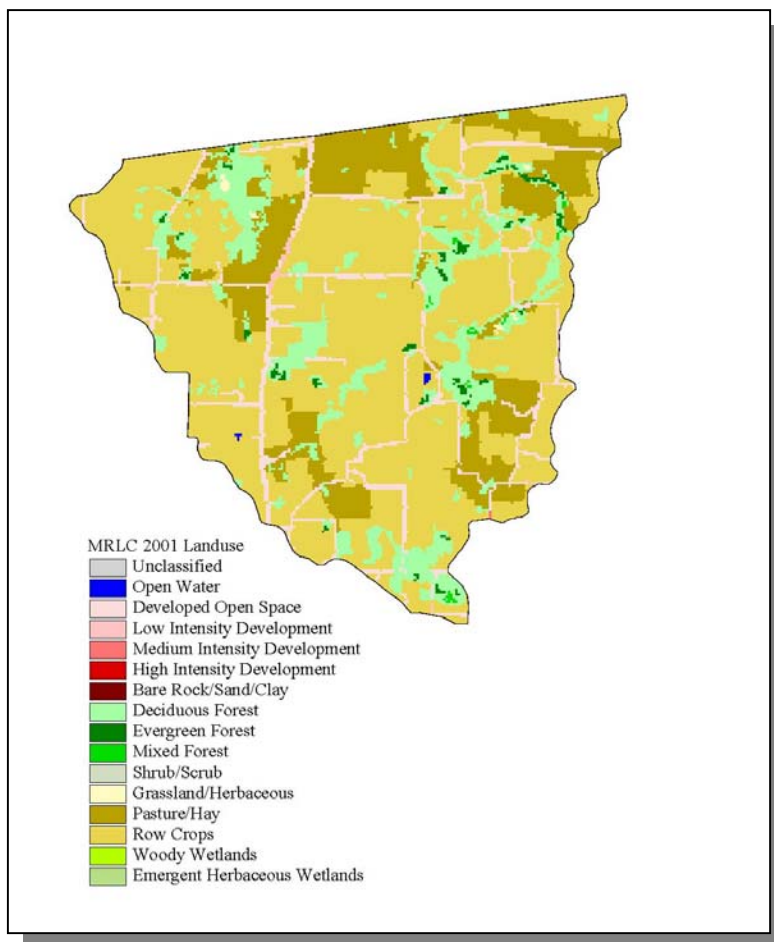 MRLC 2001 Landuse
Unclassified
Open Water
Developed Open Space
Low Intensity Development
Medium Intensity Development
High Intensity Development
Bare Rock/Sand/Clay
Deciduous Forest
Evergreen Forest
Mixed Forest
Shrub/Scrub
Grassland/Herbaceous
Pasture/Hay
Row Crops
Woody Wetlands
Emergent Herbaceous Wetlands